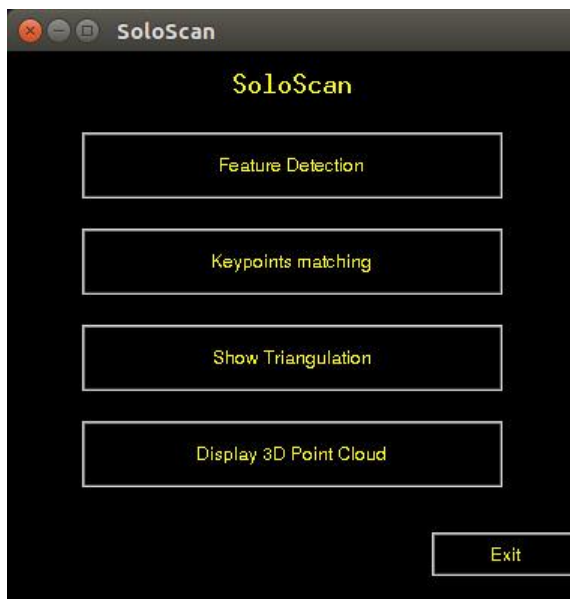 SoloScan
SoloScan
Feature Detection
Keypoints matching
Show Triangulation
Display 3D Point Cloud
Exit